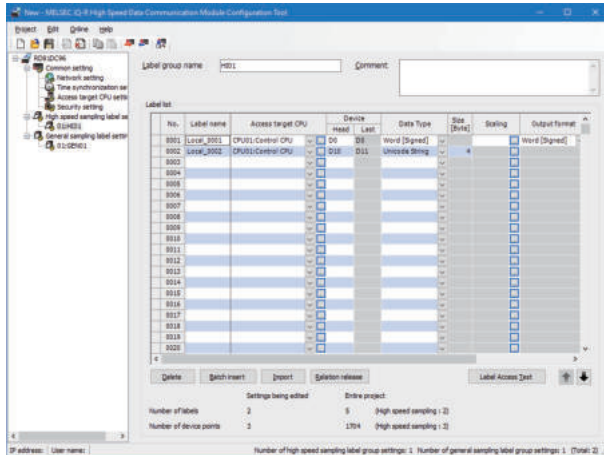 New - MELSEC iQ-R High Speed Data Communication Module Configuration Tool
Project Edit Online Help
RD81DC96
Common setting
Network setting
Time synchronization se
Access target CPU settin
Security setting
High speed sampling label se
01:H01
General sampling label settin
01:GEN01
Label group name H01 Comment
Label list
No. Label name Access target CPU Device Data Type Size [Byte] Scaling Output format
Head Last
0001 Local_0001 CPU01:Control CPU D0 D0 Word [Signed] Word [Signed]
0002 Local_0002 CPU01:Control CPU D10 D11 Unicode String 4
0003
0004
0005
0006
0007
0008
0009
0010
0011
0012
0013
0014
0015
0016
0017
0018
0019
0020
Delete Batch insert Import Relation release Label Access Test
Settings being edited Entire project
Number of labels 2 5 (High speed sampling : 2)
Number of device points 3 1704 (High speed sampling : 3)
IP address: User name: Number of high speed sampling label group settings: 1 Number of general sampling label group settings: 1 (Total: 2)